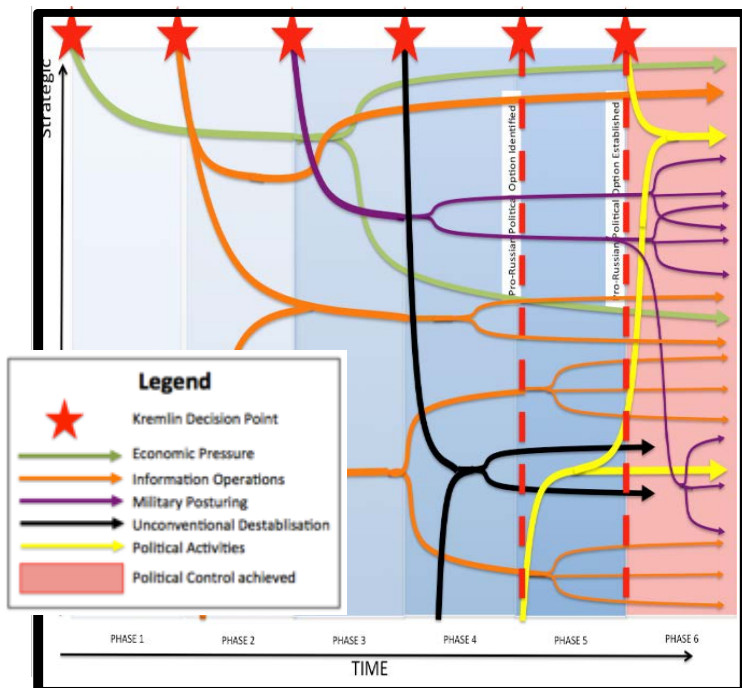 Strategic
Pro-Russian Political Option Identified
Pro-Russian Political Option Established
Legend
Kremlin Decision Point
Economic Pressure
Information Operations
Military Posturing
Unconventional Destablisation
Political Activities
Political Control achieved
PHASE 1
PHASE 2
PHASE 3
PHASE 4
PHASE 5
PHASE 6
TIME